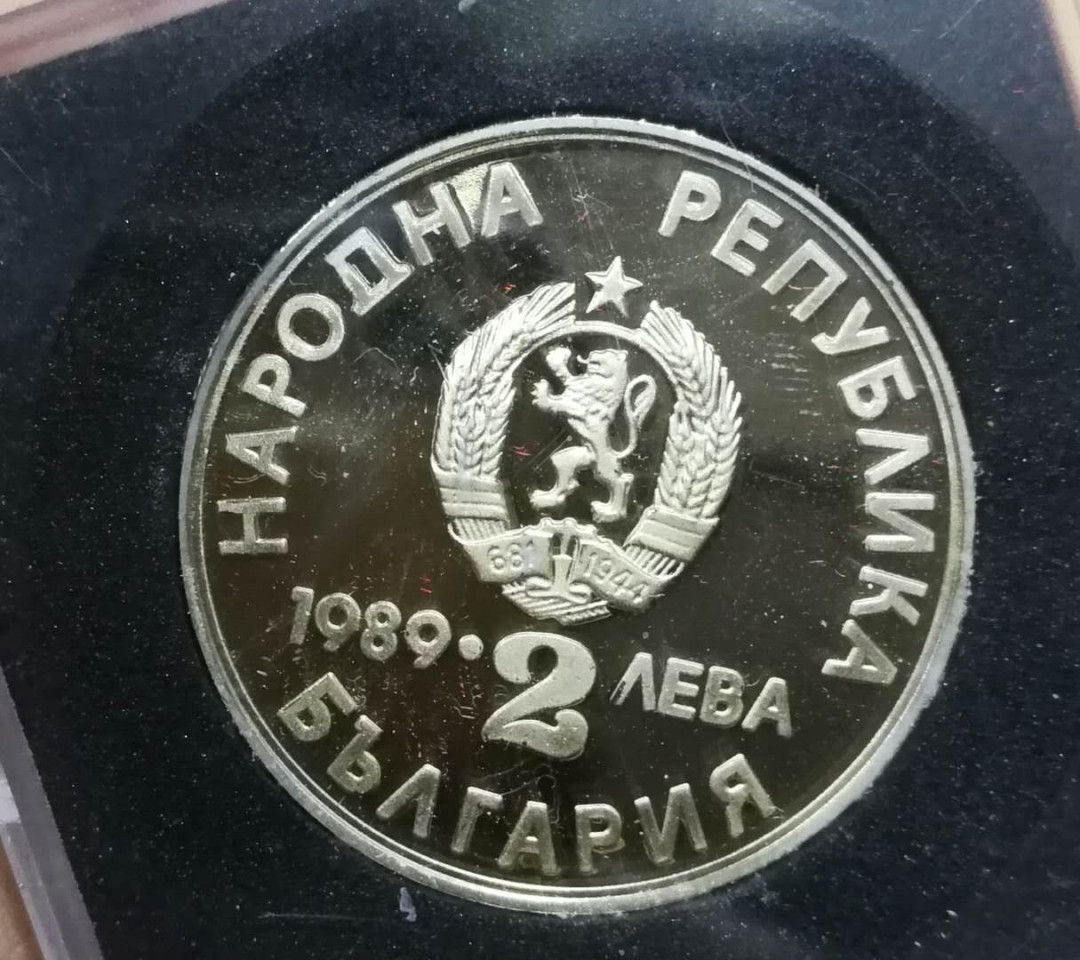 НАРОДНА РЕПУБЛИКА
681 1944
1989 · 2 ЛЕВА
БЪЛГАРИЯ